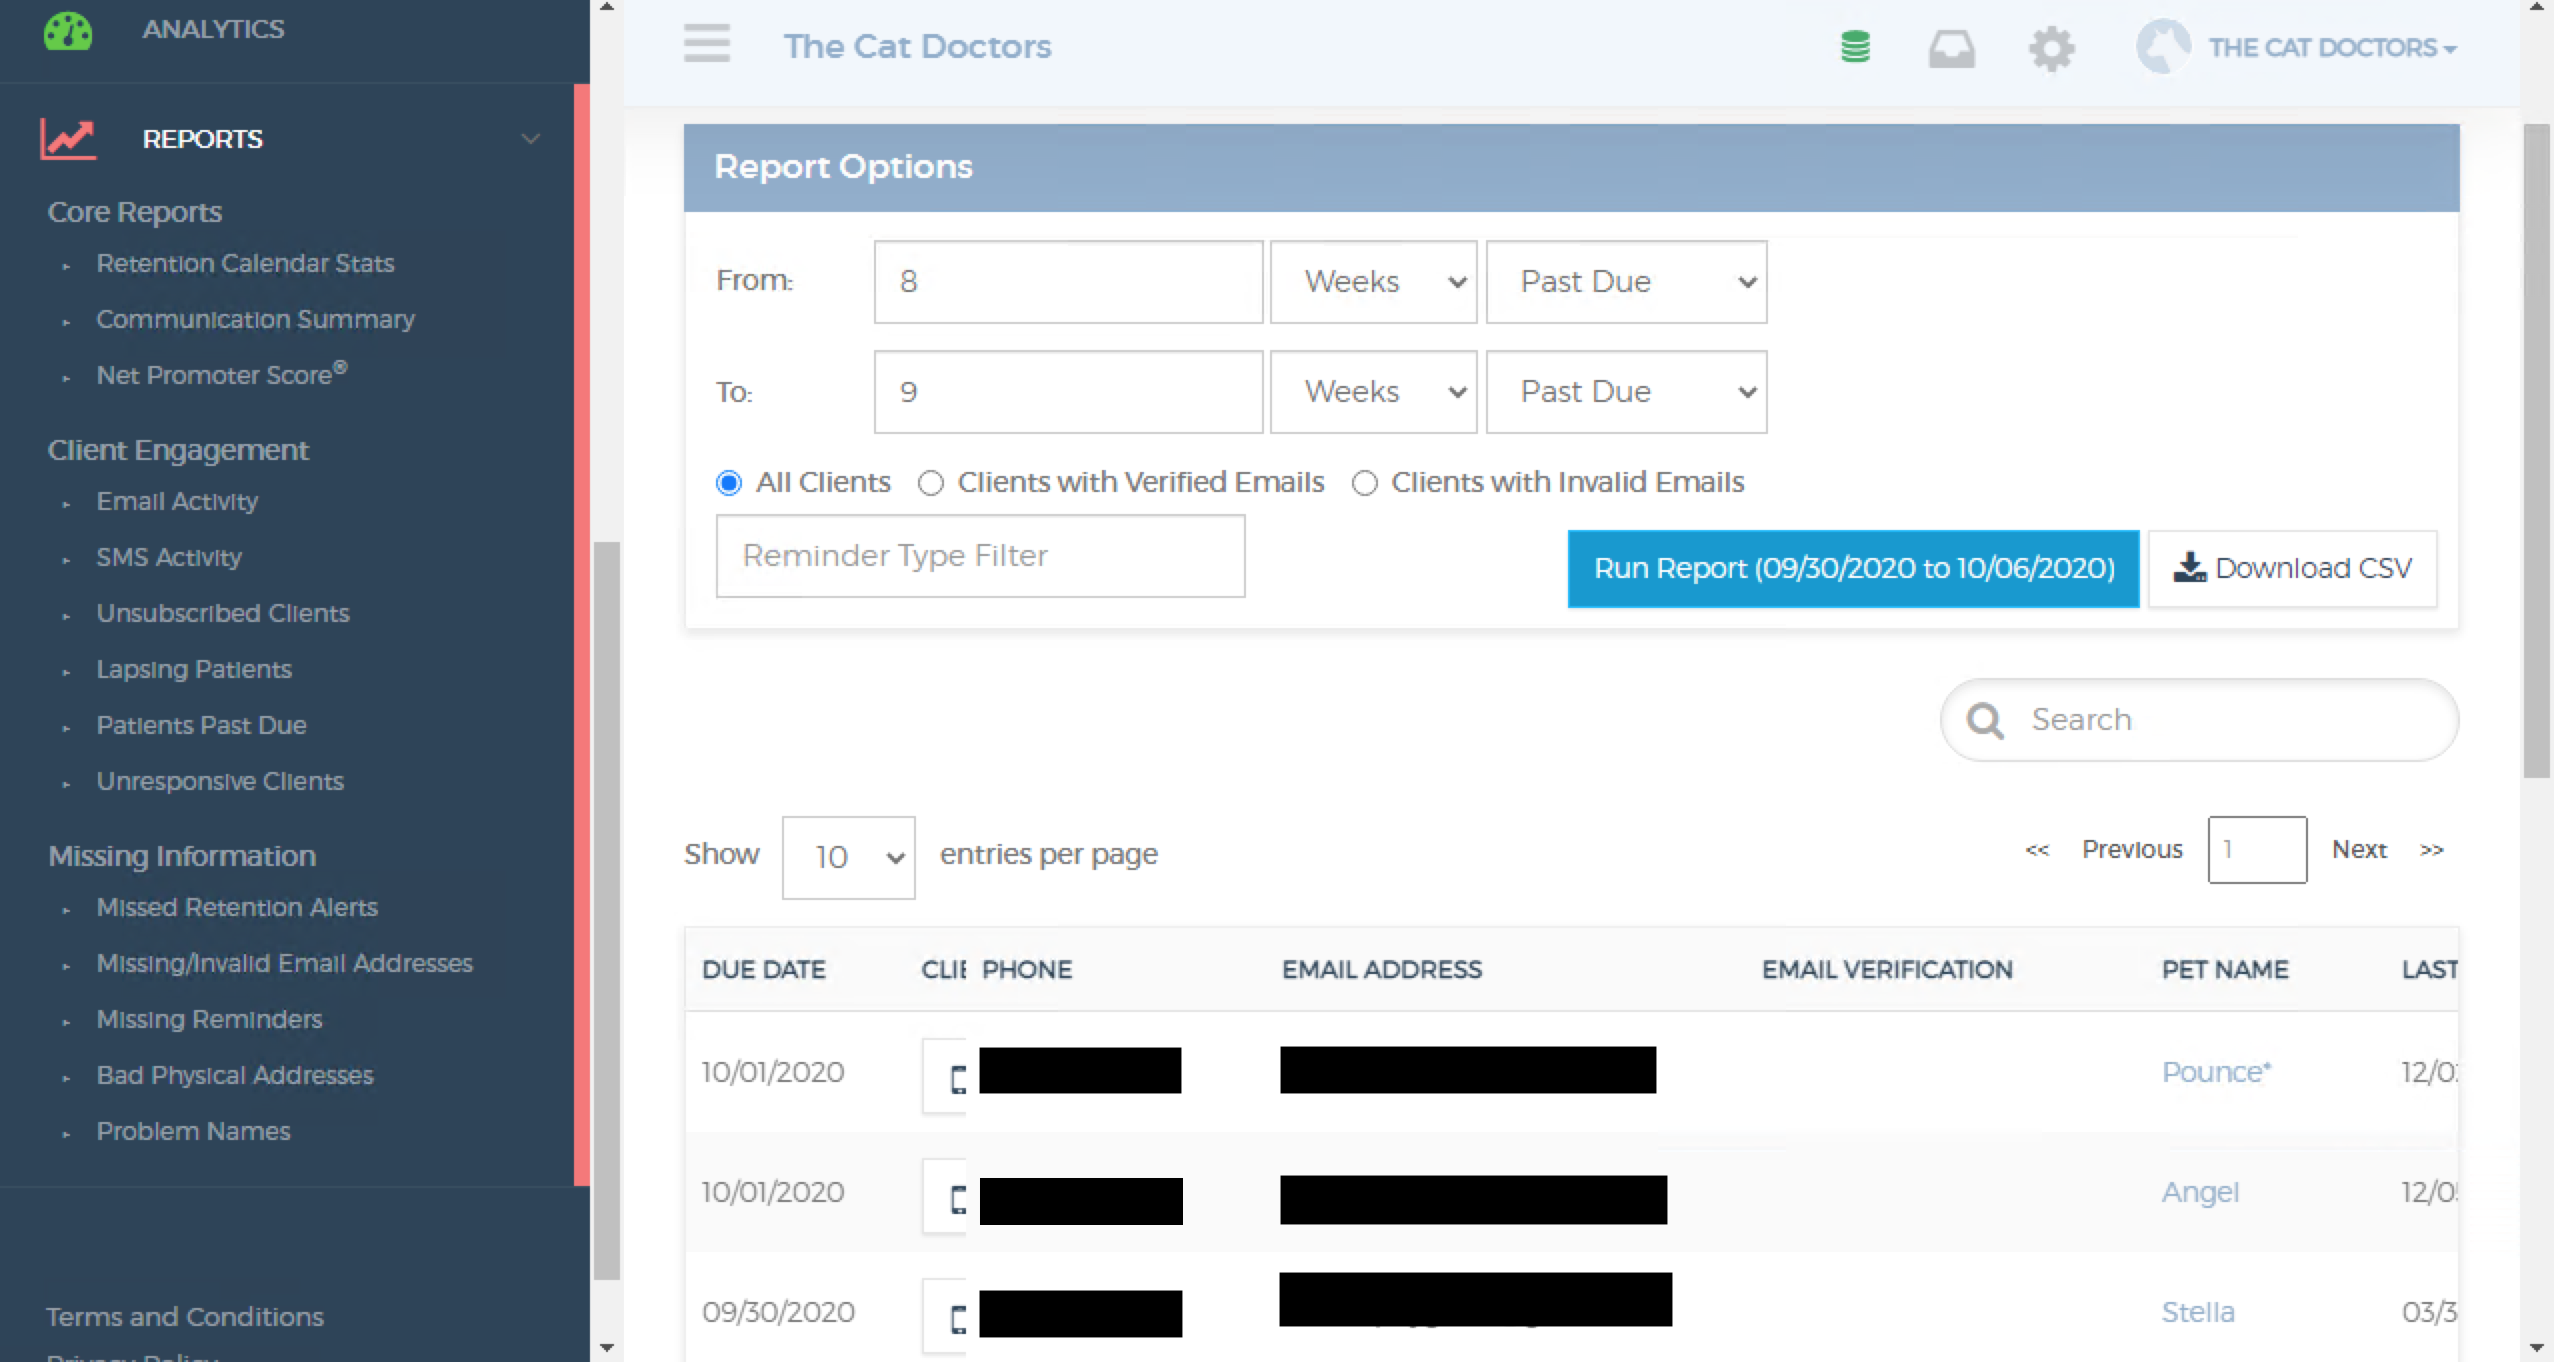 ANALYTICS
REPORTS
Core Reports
Retention Calendar Stats
Communication Summary
Net Promoter Score®
Client Engagement
Email Activity
SMS Activity
Unsubscribed Clients
Lapsing Patients
Patients Past Due
Unresponsive Clients
Missing Information
Missed Retention Alerts
Missing/Invalid Email Addresses
Missing Reminders
Bad Physical Addresses
Problem Names
Terms and Conditions
The Cat Doctors
THE CAT DOCTORS
Report Options
From: 8 Weeks Past Due
To: 9 Weeks Past Due
All Clients Clients with Verified Emails Clients with Invalid Emails
Reminder Type Filter
Run Report (09/30/2020 to 10/06/2020) Download CSV
Search
Show 10 entries per page << Previous 1 Next >>
DUE DATE CLIE PHONE EMAIL ADDRESS EMAIL VERIFICATION PET NAME LAST
10/01/2020 Pounce* 12/0
10/01/2020 Angel 12/0
09/30/2020 Stella 03/3